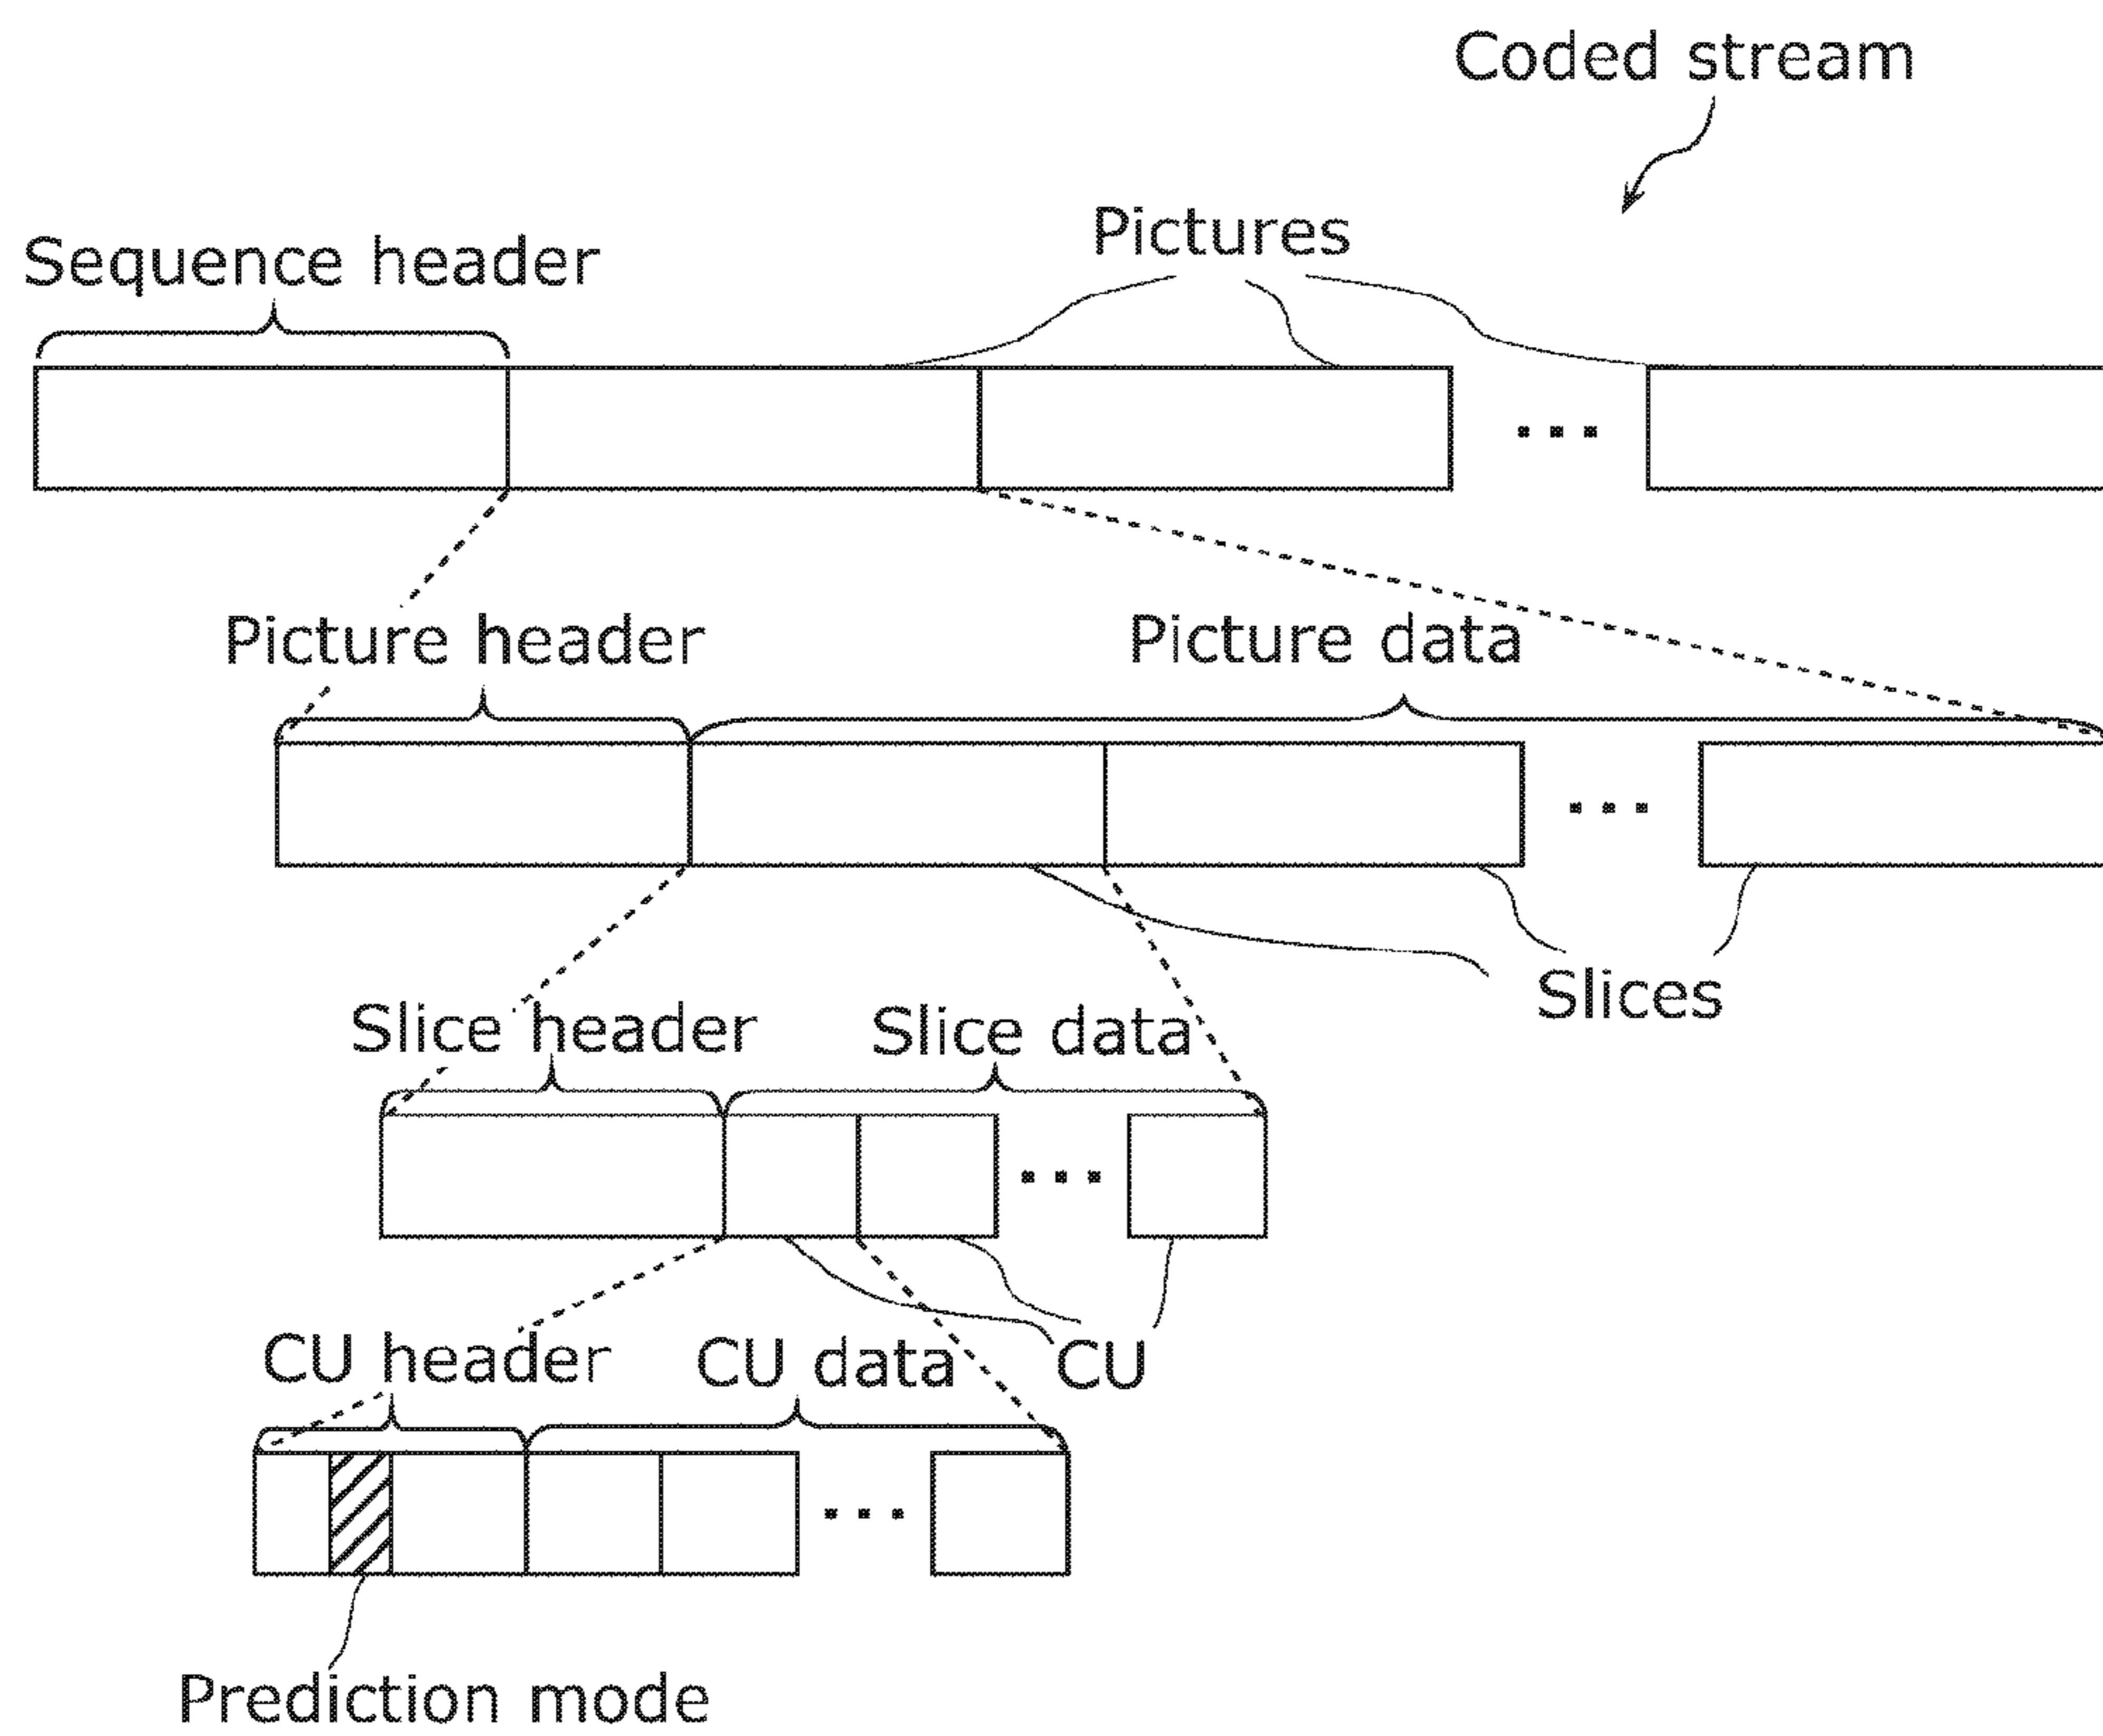 Coded stream
Pictures
Sequence header
Picture header
Picture data
Slices
Slice header
Slice data
CU header
CU data
CU
Prediction mode